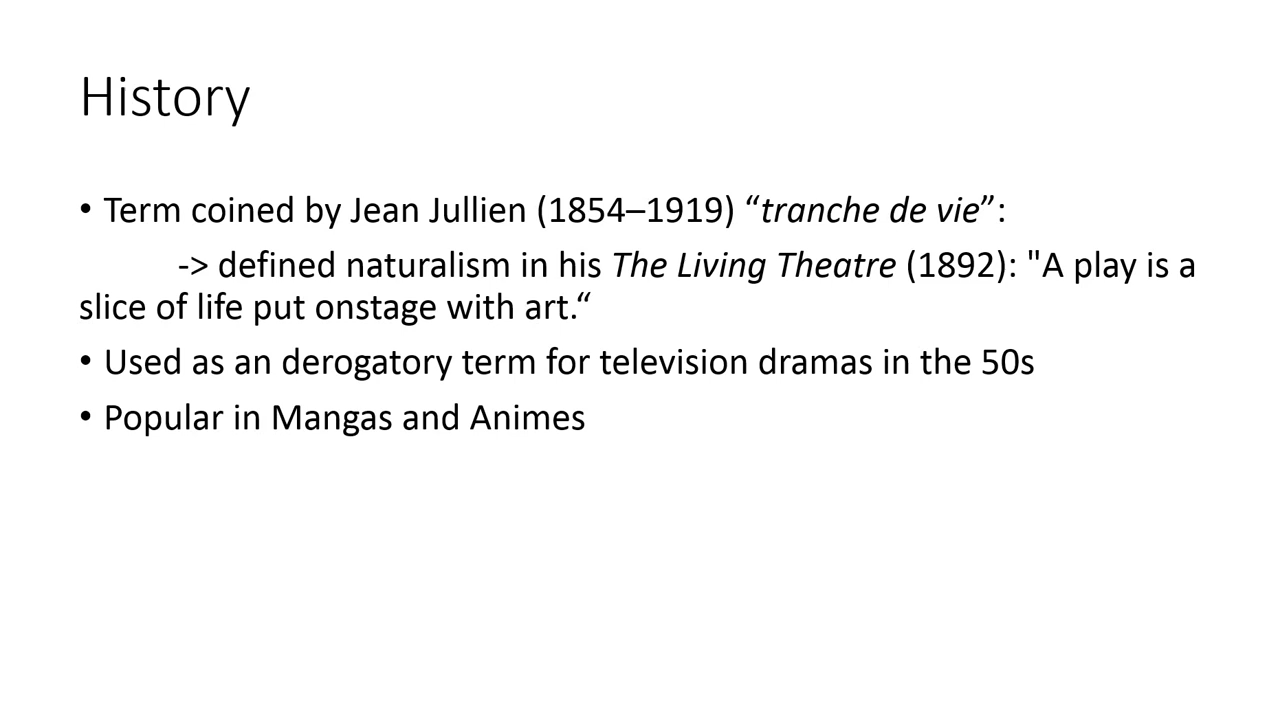 History
• Term coined by Jean Jullien (1854–1919) “tranche de vie”:
-> defined naturalism in his The Living Theatre (1892): "A play is a
slice of life put onstage with art.“
• Used as an derogatory term for television dramas in the 50s
• Popular in Mangas and Animes